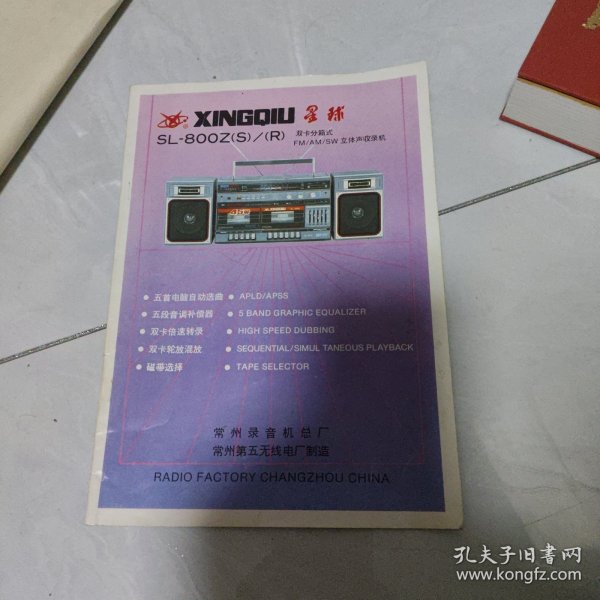 XINGQIU 星球
SL-800Z(S)/(R) 双卡分箱式
FM/AM/SW 立体声收录机
XINGQIU
● 五首电脑自动选曲 ● APLD/APSS
● 五段音调补偿器 ● 5 BAND GRAPHIC EQUALIZER
● 双卡倍速转录 ● HIGH SPEED DUBBING
● 双卡轮放混放 ● SEQUENTIAL/SIMUL TANEOUS PLAYBACK
● 磁带选择 ● TAPE SELECTOR
常州录音机总厂
常州第五无线电厂制造
RADIO FACTORY CHANGZHOU CHINA
孔夫子旧书网
www.kongfz.com